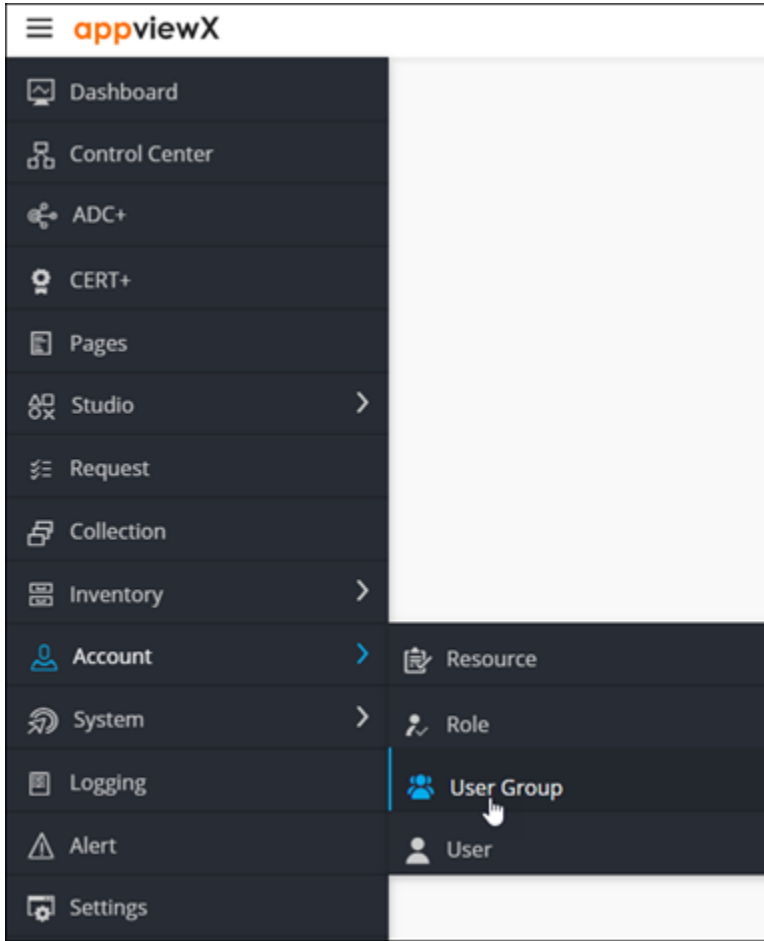 appviewX
Dashboard
Control Center
ADC+
CERT+
Pages
Studio
Request
Collection
Inventory
Account
System
Logging
Alert
Settings
Resource
Role
User Group
User